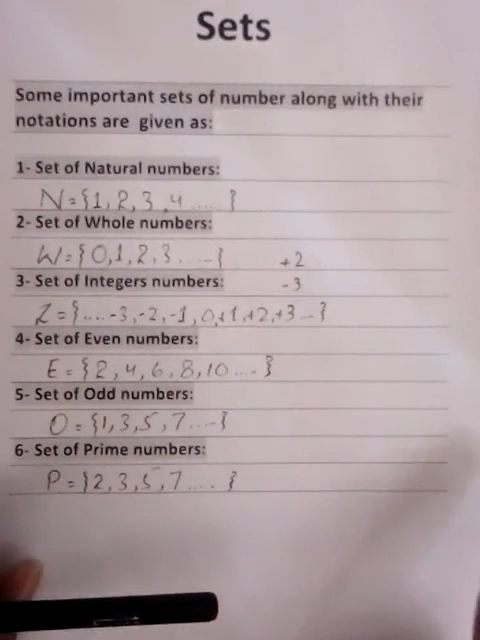 Sets
Some important sets of number along with their
notations are given as:
1- Set of Natural numbers:
N={1,2,3,4.....}
2- Set of Whole numbers:
W={0,1,2,3.....}
+2
3- Set of Integers numbers:
-3
Z={....-3,-2,-1,0,+1,+2,+3...}
4- Set of Even numbers:
E={2,4,6,8,10....}
5- Set of Odd numbers:
O={1,3,5,7....}
6- Set of Prime numbers:
P={2,3,5,7.....}